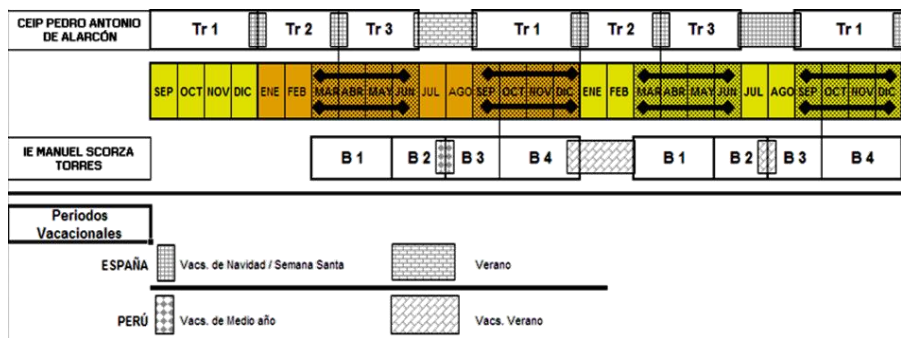 CEIP PEDRO ANTONIO
DE ALARCÓN
Tr 1 Tr 2 Tr 3 Tr 1 Tr 2 Tr 3 Tr 1
SEP OCT NOV DIC ENE FEB MAR ABR MAY JUN JUL AGO SEP OCT NOV DIC ENE FEB MAR ABR MAY JUN JUL AGO SEP OCT NOV DIC
IE MANUEL SCORZA
TORRES
B 1 B 2 B 3 B 4 B 1 B 2 B 3 B 4
Periodos
Vacacionales
ESPAÑA Vacs. de Navidad / Semana Santa Verano
PERÚ Vacs. de Medio año Vacs. Verano